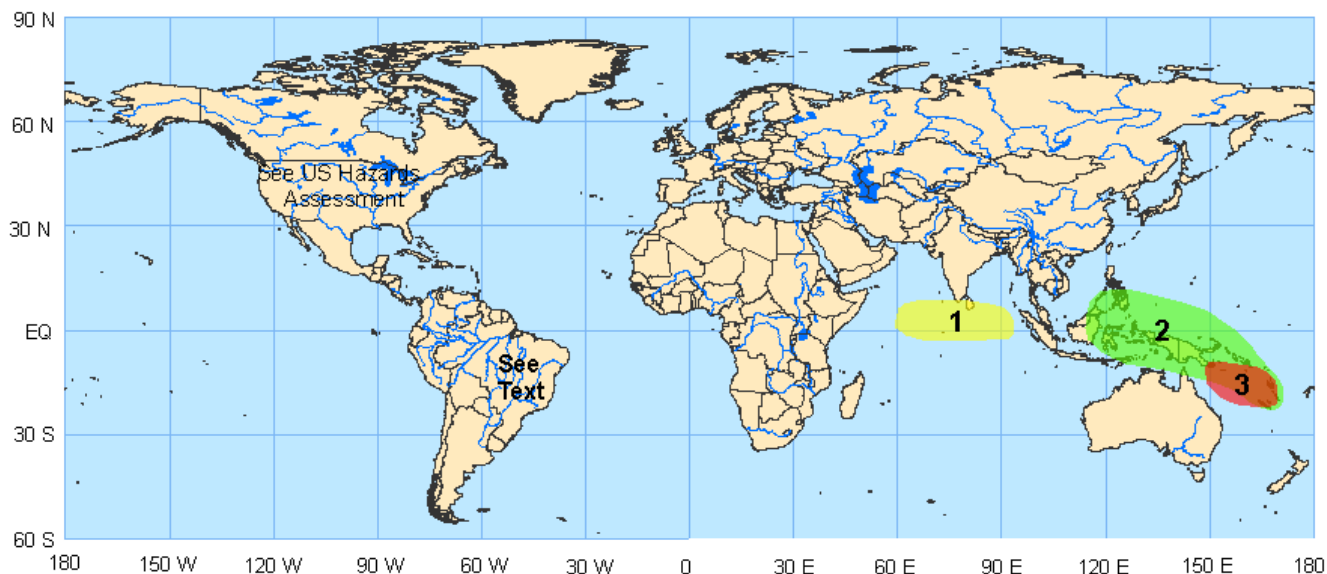 90 N
60 N
See US Hazards
Assessment
30 N
1
2
EQ
See
Text
3
30 S
60 S
180 150 W 120 W 90 W 60 W 30 W 0 30 E 60 E 90 E 120 E 150 E 180